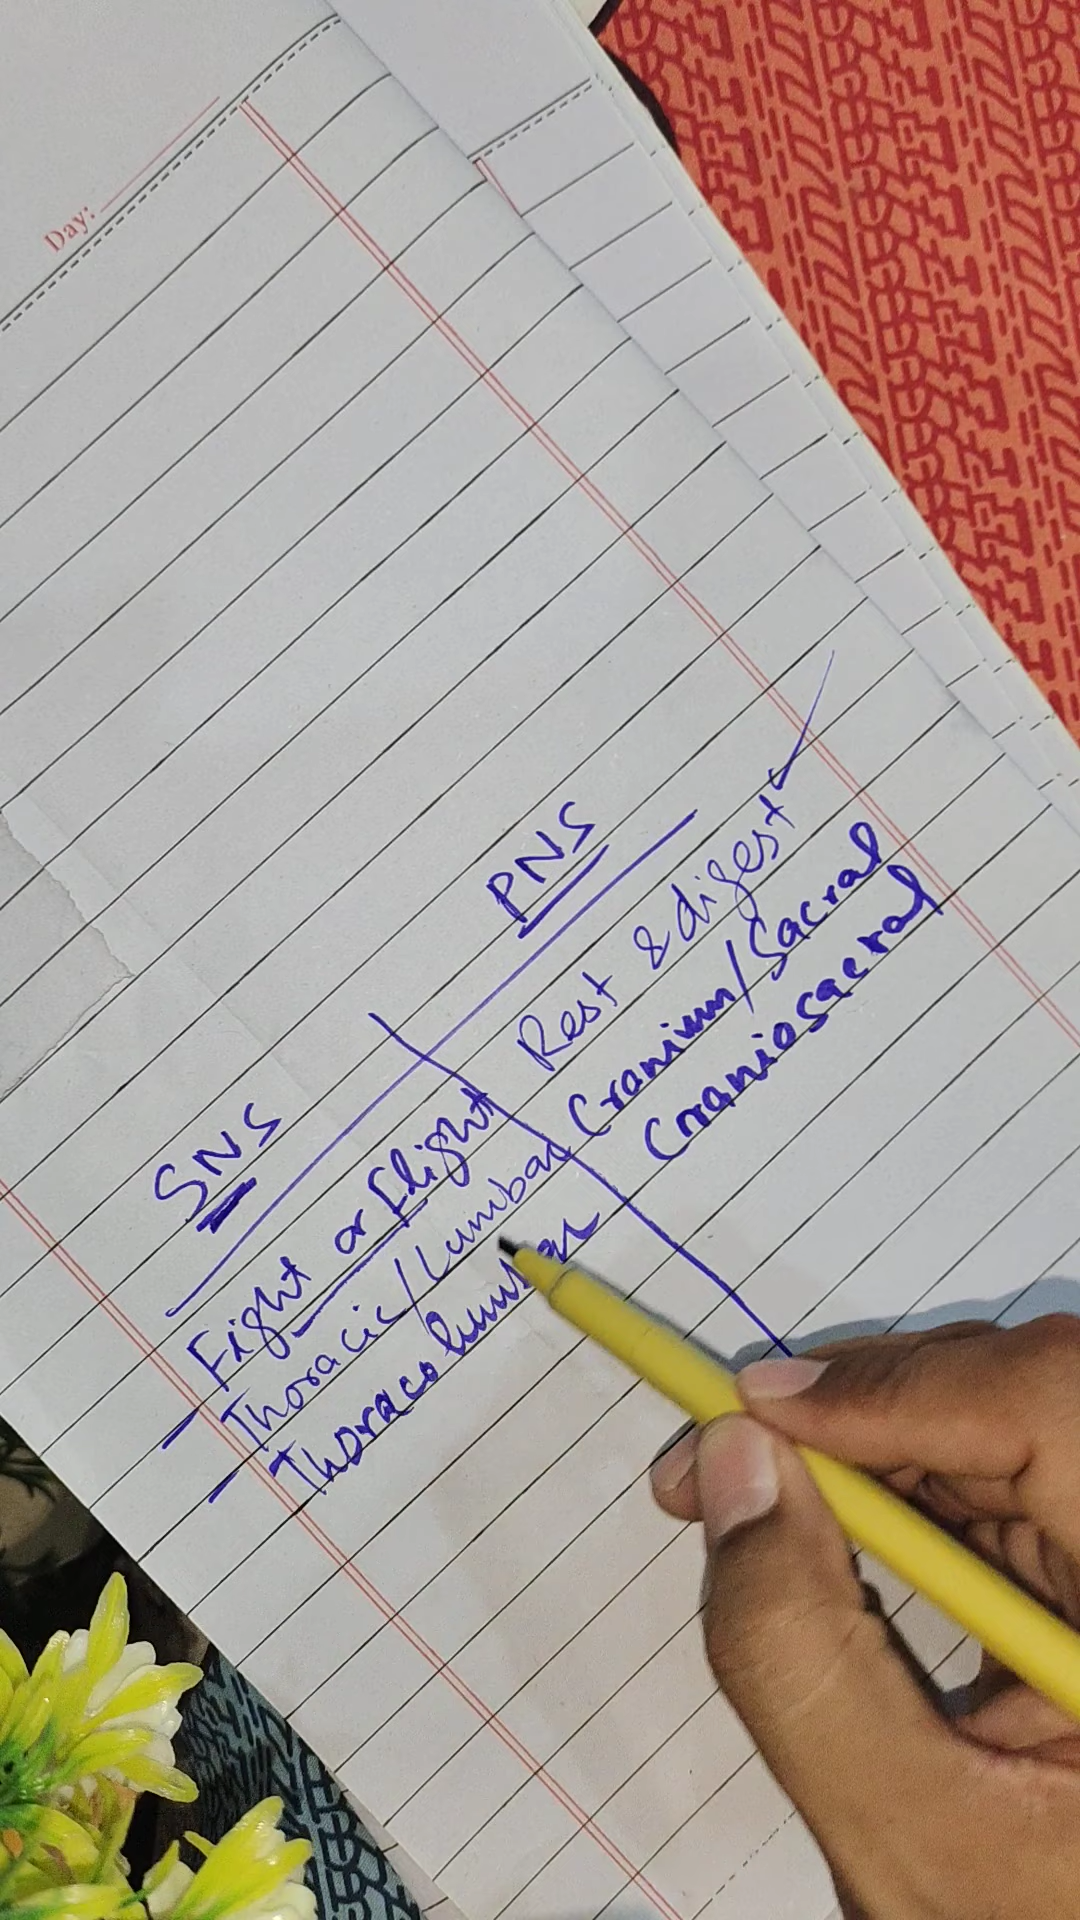 Day:
SNS PNS
Fight or Flight Rest & digest
Thoracic/Lumbar Cranium/Sacral
Thoracolumbar Craniosacral